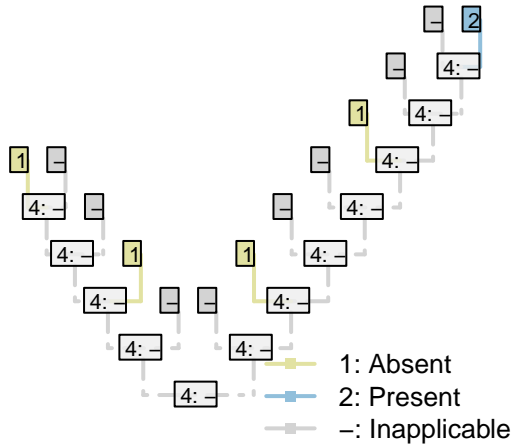 – 2
– 4: –
1 4: –
1 – – 4: –
4: – – – 4: –
4: – 1 1 4: –
4: – – – 4: –
4: – 4: –
1: Absent
4: –
2: Present
–: Inapplicable